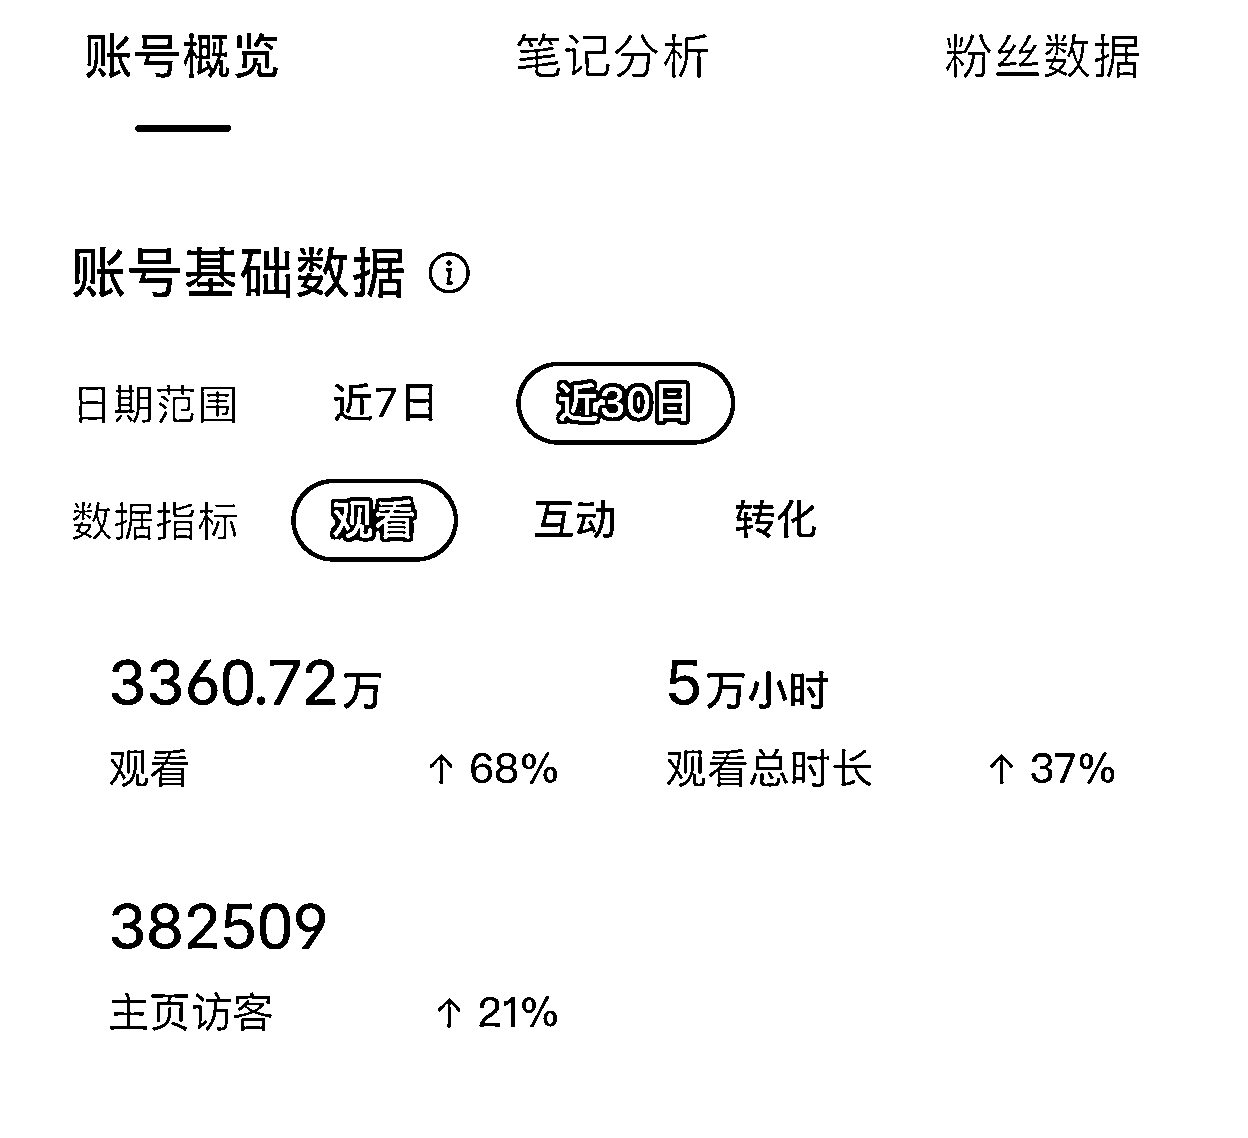 账号概览 笔记分析 粉丝数据
账号基础数据
日期范围 近7日 近30日
数据指标 观看 互动 转化
3360.72万 5万小时
观看 ↑ 68% 观看总时长 ↑ 37%
382509
主页访客 ↑ 21%